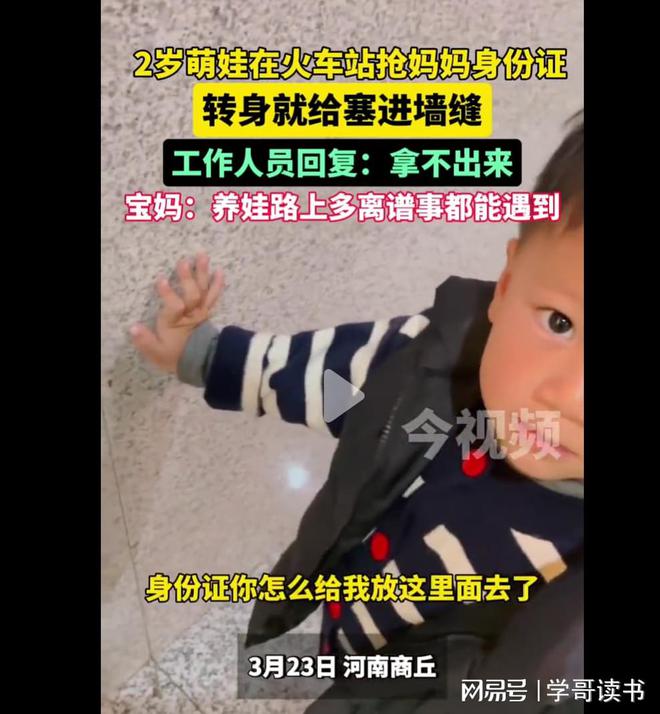 2岁萌娃在火车站抢妈妈身份证
转身就给塞进墙缝
工作人员回复：拿不出来
宝妈：养娃路上多离谱事都能遇到
今视频
身份证你怎么给我放这里面去了
3月23日 河南商丘
网易号 | 学哥读书